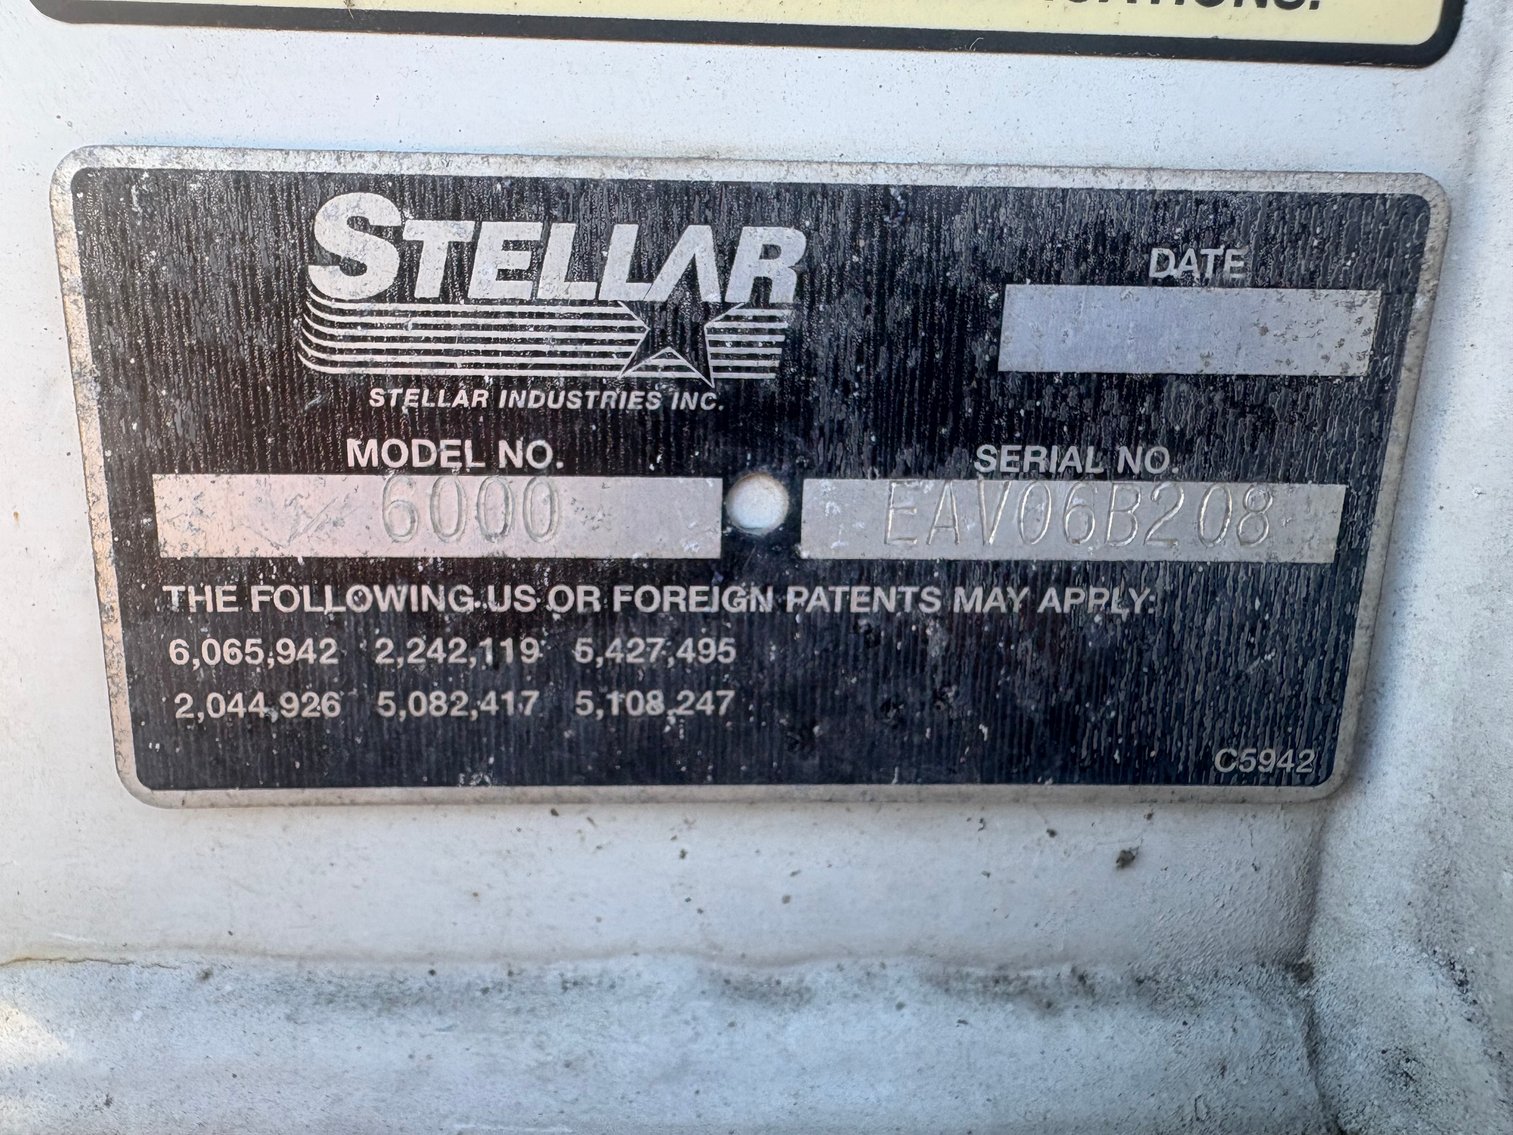 STELLAR
STELLAR INDUSTRIES INC.
DATE
MODEL NO.
6000
SERIAL NO.
EAV06B208
THE FOLLOWING US OR FOREIGN PATENTS MAY APPLY:
6,065,942 2,242,119 5,427,495
2,044,926 5,082,417 5,108,247
C5942